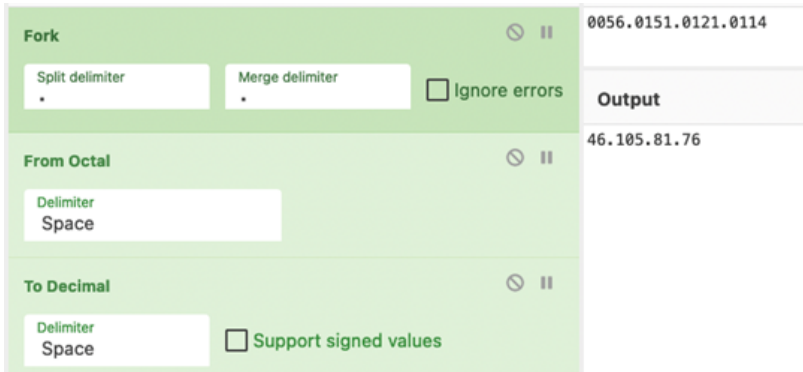 Fork
Split delimiter
.
Merge delimiter
.
Ignore errors
From Octal
Delimiter
Space
To Decimal
Delimiter
Space
Support signed values
0056.0151.0121.0114
Output
46.105.81.76